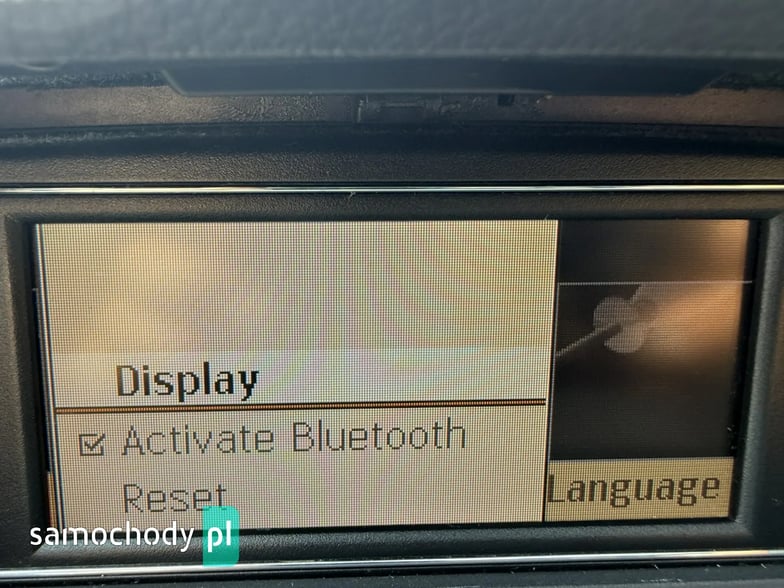 Display
Activate Bluetooth
Reset
Language
samochody pl